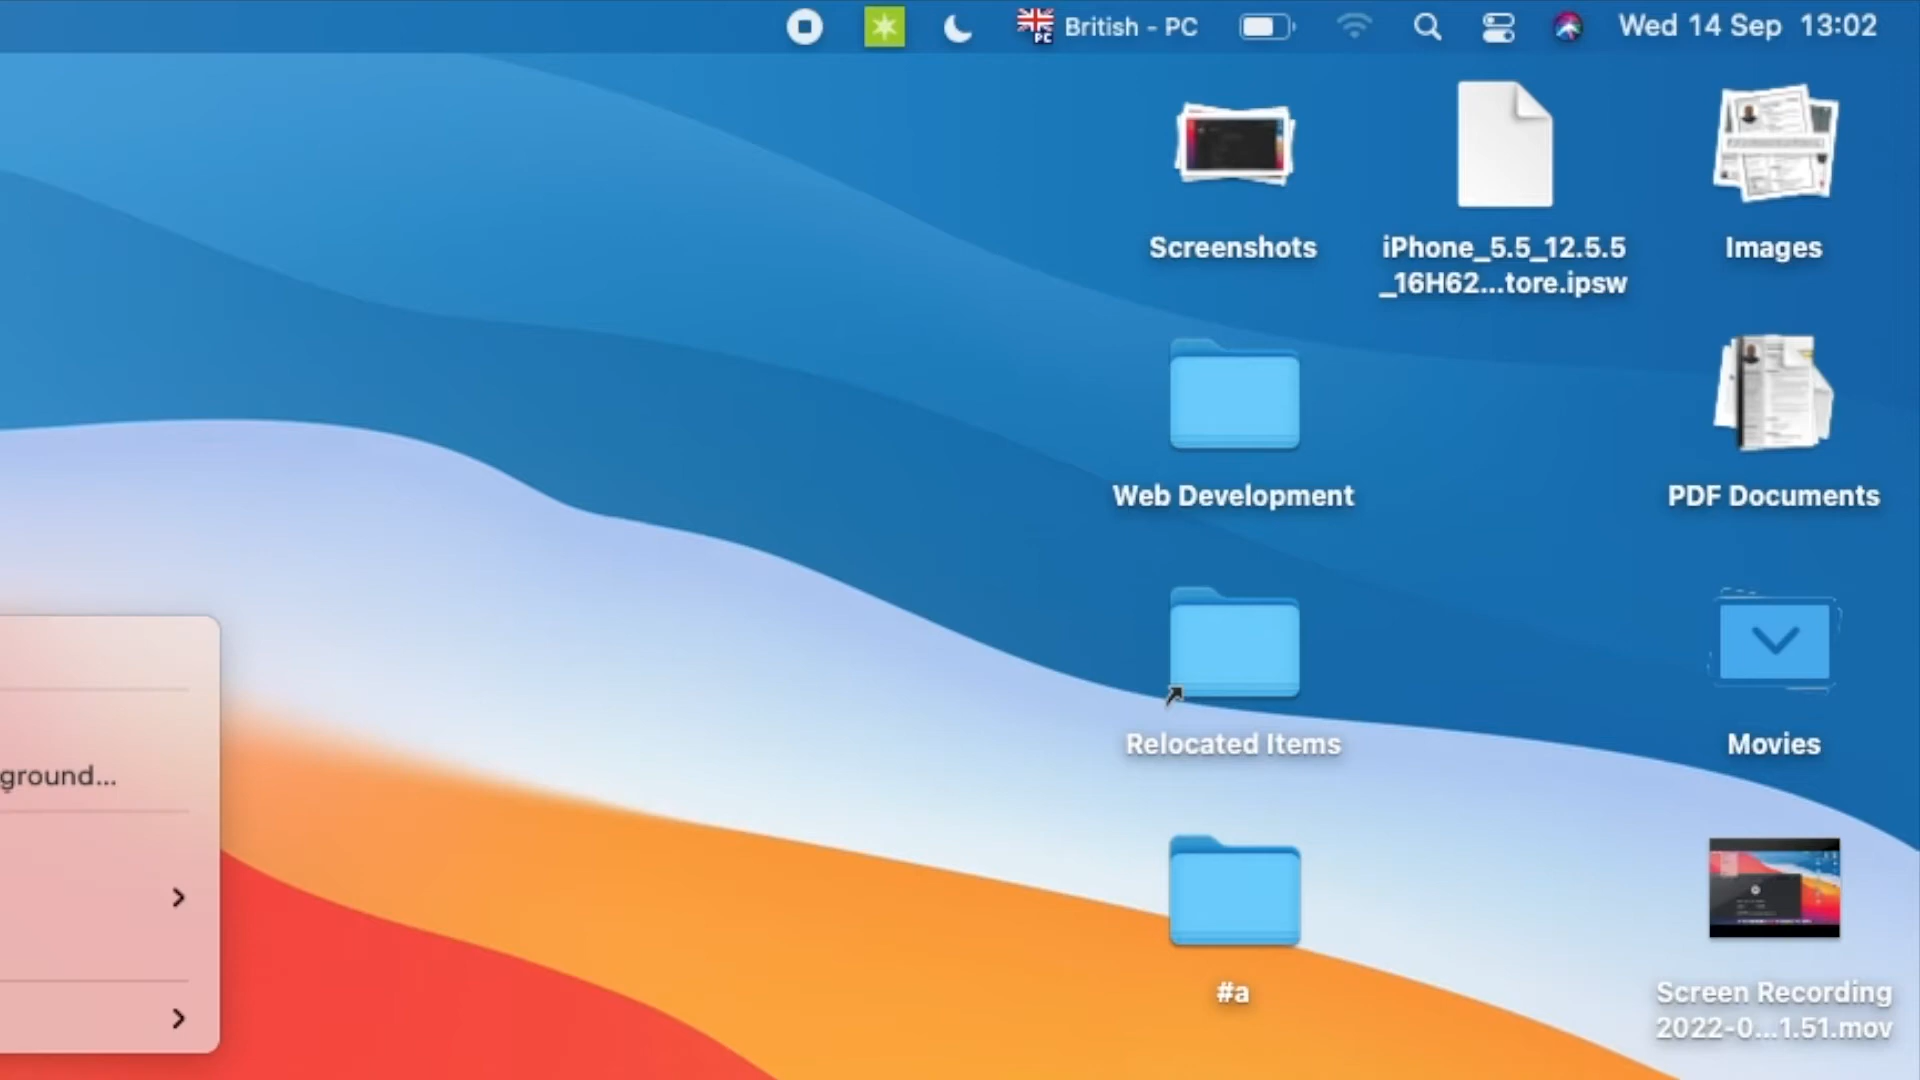 PC British - PC Wed 14 Sep 13:02
Screenshots
iPhone_5.5_12.5.5
_16H62...tore.ipsw
Images
Web Development
PDF Documents
Relocated Items
Movies
ground...
#a
Screen Recording
2022-0...1.51.mov